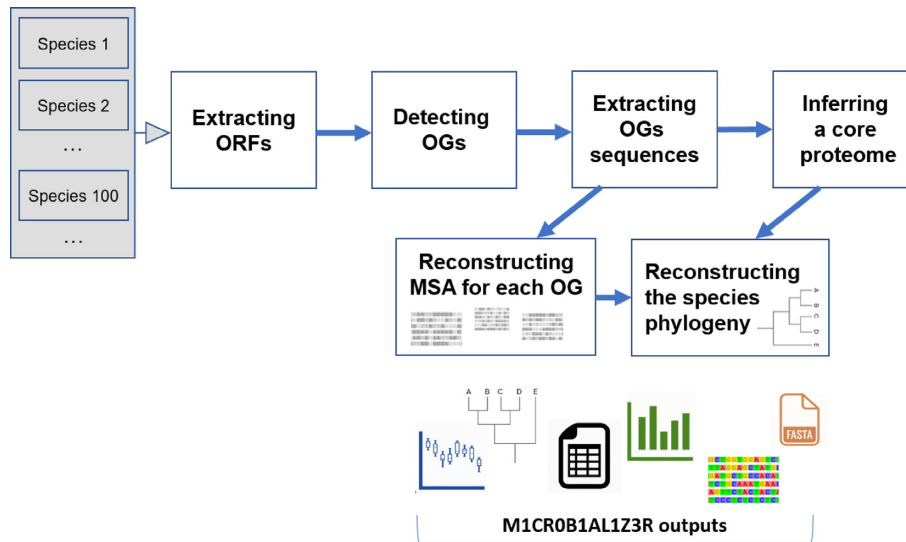 Species 1
Species 2
...
Species 100
...
Extracting
ORFs
Detecting
OGs
Extracting
OGs
sequences
Inferring
a core
proteome
Reconstructing
MSA for each OG
Reconstructing
the species
phylogeny
A
B
C
D
E
A B C D E
FASTA
M1CR0B1AL1Z3R outputs